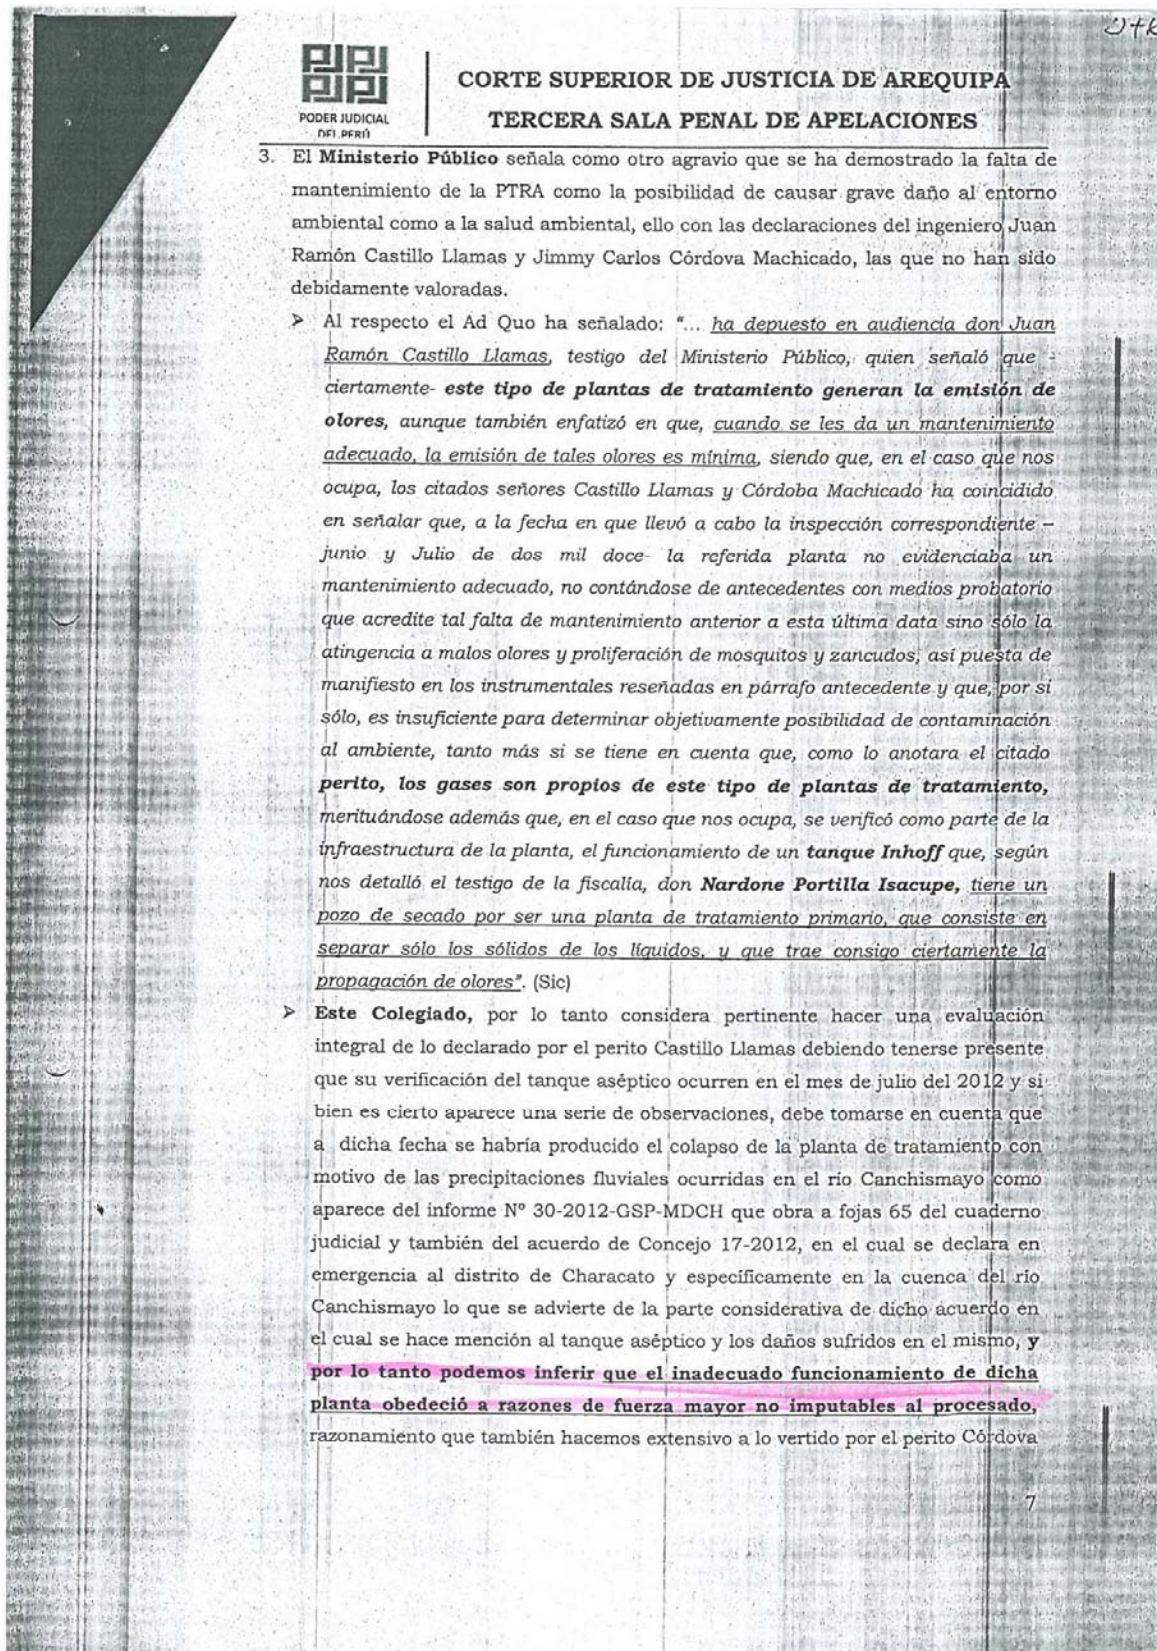 PODER JUDICIAL
DEL PERÚ
CORTE SUPERIOR DE JUSTICIA DE AREQUIPA
TERCERA SALA PENAL DE APELACIONES
3. El Ministerio Público señala como otro agravio que se ha demostrado la falta de
mantenimiento de la PTRA como la posibilidad de causar grave daño al entorno
ambiental como a la salud ambiental, ello con las declaraciones del ingeniero Juan
Ramón Castillo Llamas y Jimmy Carlos Córdova Machicado, las que no han sido
debidamente valoradas.
➢ Al respecto el Ad Quo ha señalado: "... ha depuesto en audiencia don Juan
Ramón Castillo Llamas, testigo del Ministerio Público, quien señaló que -
ciertamente- este tipo de plantas de tratamiento generan la emisión de
olores, aunque también enfatizó en que, cuando se les da un mantenimiento
adecuado, la emisión de tales olores es mínima, siendo que, en el caso que nos
ocupa, los citados señores Castillo Llamas y Córdoba Machicado ha coincidido
en señalar que, a la fecha en que llevó a cabo la inspección correspondiente –
junio y Julio de dos mil doce- la referida planta no evidenciaba un
mantenimiento adecuado, no contándose de antecedentes con medios probatorio
que acredite tal falta de mantenimiento anterior a esta última data sino sólo la
atingencia a malos olores y proliferación de mosquitos y zancudos, así puesta de
manifiesto en los instrumentales reseñadas en párrafo antecedente y que, por si
sólo, es insuficiente para determinar objetivamente posibilidad de contaminación
al ambiente, tanto más si se tiene en cuenta que, como lo anotara el citado
perito, los gases son propios de este tipo de plantas de tratamiento,
merituándose además que, en el caso que nos ocupa, se verificó como parte de la
infraestructura de la planta, el funcionamiento de un tanque Inhoff que, según
nos detalló el testigo de la fiscalía, don Nardone Portilla Isacupe, tiene un
pozo de secado por ser una planta de tratamiento primario, que consiste en
separar sólo los sólidos de los líquidos, y que trae consigo ciertamente la
propagación de olores". (Sic)
➢ Este Colegiado, por lo tanto considera pertinente hacer una evaluación
integral de lo declarado por el perito Castillo Llamas debiendo tenerse presente
que su verificación del tanque aséptico ocurren en el mes de julio del 2012 y si
bien es cierto aparece una serie de observaciones, debe tomarse en cuenta que
a dicha fecha se habría producido el colapso de la planta de tratamiento con
motivo de las precipitaciones fluviales ocurridas en el río Canchismayo como
aparece del informe Nº 30-2012-GSP-MDCH que obra a fojas 65 del cuaderno
judicial y también del acuerdo de Concejo 17-2012, en el cual se declara en
emergencia al distrito de Characato y específicamente en la cuenca del río
Canchismayo lo que se advierte de la parte considerativa de dicho acuerdo en
el cual se hace mención al tanque aséptico y los daños sufridos en el mismo, y
por lo tanto podemos inferir que el inadecuado funcionamiento de dicha
planta obedeció a razones de fuerza mayor no imputables al procesado,
razonamiento que también hacemos extensivo a lo vertido por el perito Córdova
7